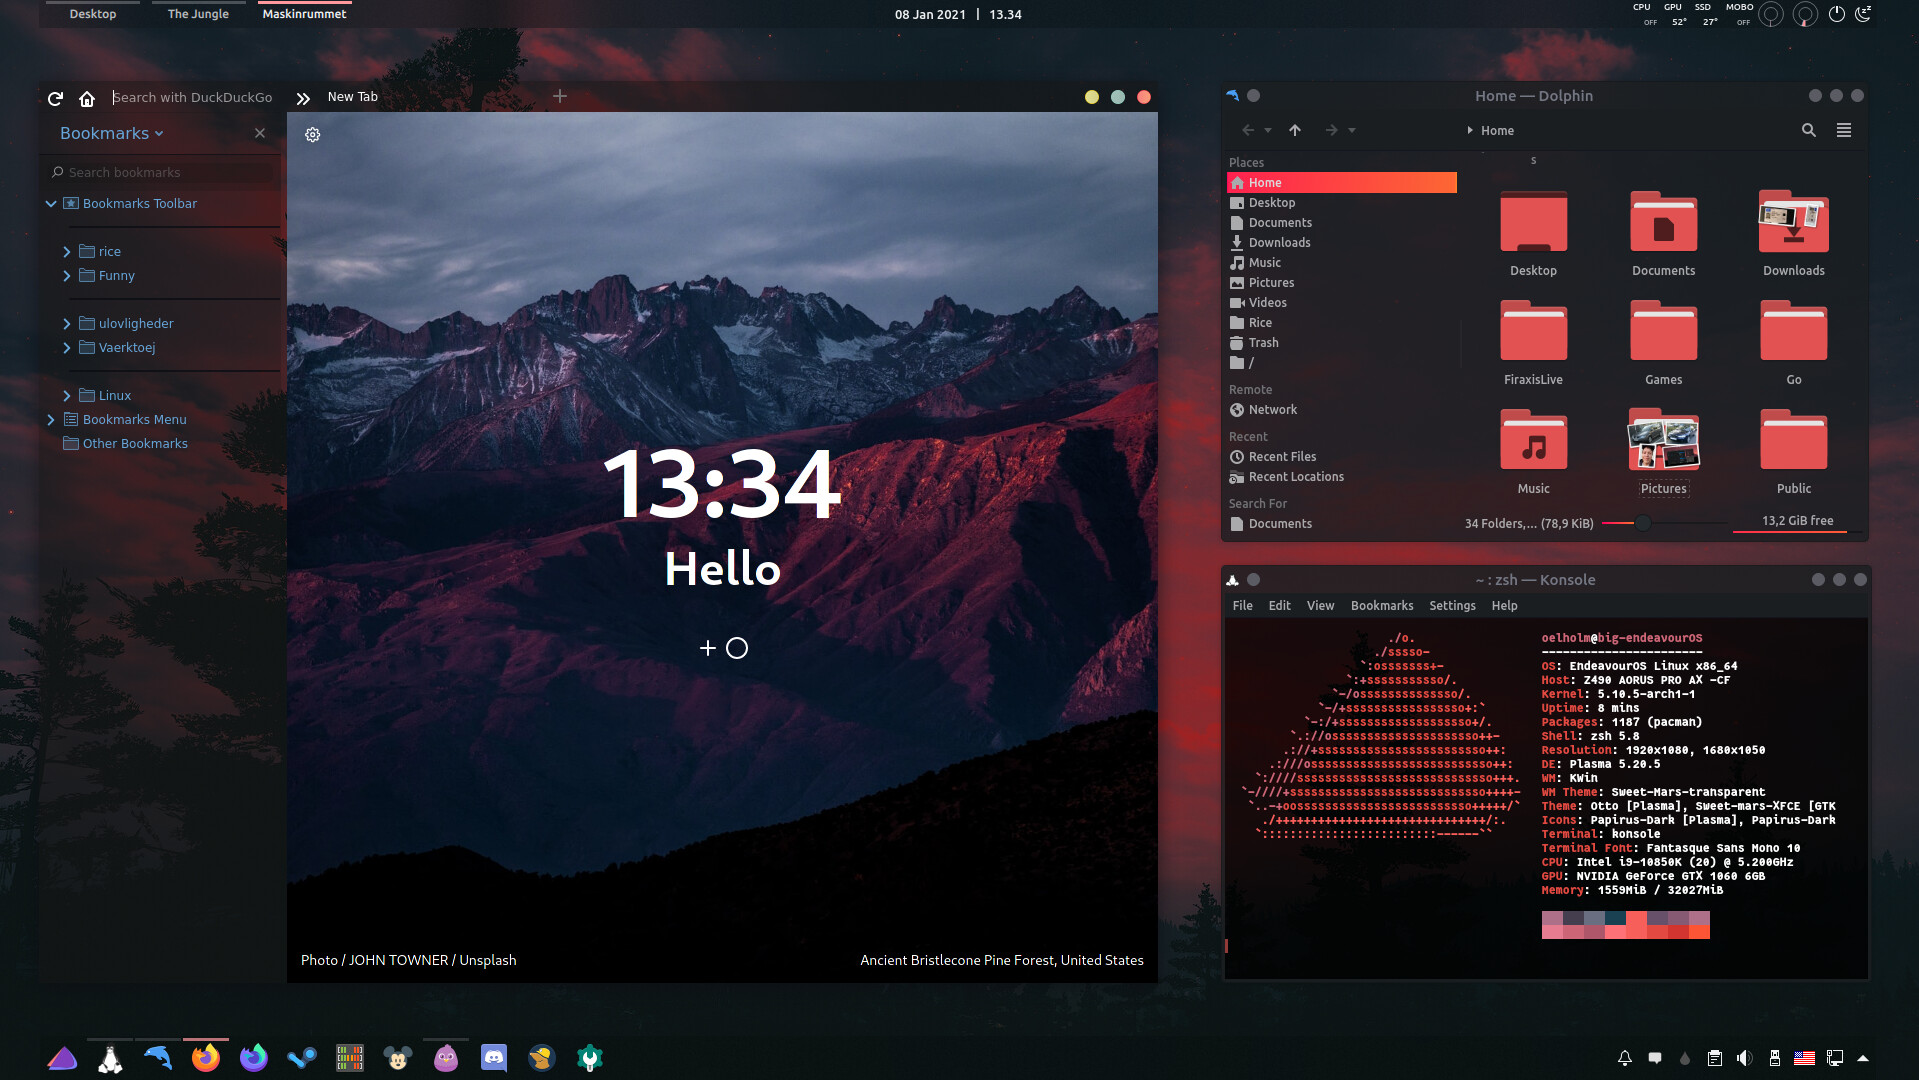 Desktop
The Jungle
Maskinrummet
08 Jan 2021 | 13.34
CPU GPU SSD MOBO
OFF 52° 27° OFF
Search with DuckDuckGo
New Tab
Bookmarks
Search bookmarks
Bookmarks Toolbar
rice
Funny
ulovligheder
Vaerktoej
Linux
Bookmarks Menu
Other Bookmarks
13:34
Hello
Photo / JOHN TOWNER / Unsplash
Ancient Bristlecone Pine Forest, United States
Home — Dolphin
Home
Places
Home
Desktop
Documents
Downloads
Music
Pictures
Videos
Rice
Trash
/
Remote
Network
Recent
Recent Files
Recent Locations
Search For
Documents
s
Desktop
Documents
Downloads
FiraxisLive
Games
Go
Music
Pictures
Public
34 Folders,... (78,9 KiB)
13,2 GiB free
~ : zsh — Konsole
File Edit View Bookmarks Settings Help
oelholm@big-endeavourOS
-----------------------
OS: EndeavourOS Linux x86_64
Host: Z490 AORUS PRO AX -CF
Kernel: 5.10.5-arch1-1
Uptime: 8 mins
Packages: 1187 (pacman)
Shell: zsh 5.8
Resolution: 1920x1080, 1680x1050
DE: Plasma 5.20.5
WM: KWin
WM Theme: Sweet-Mars-transparent
Theme: Otto [Plasma], Sweet-mars-XFCE [GTK
Icons: Papirus-Dark [Plasma], Papirus-Dark
Terminal: konsole
Terminal Font: Fantasque Sans Mono 10
CPU: Intel i9-10850K (20) @ 5.200GHz
GPU: NVIDIA GeForce GTX 1060 6GB
Memory: 1559MiB / 32027MiB